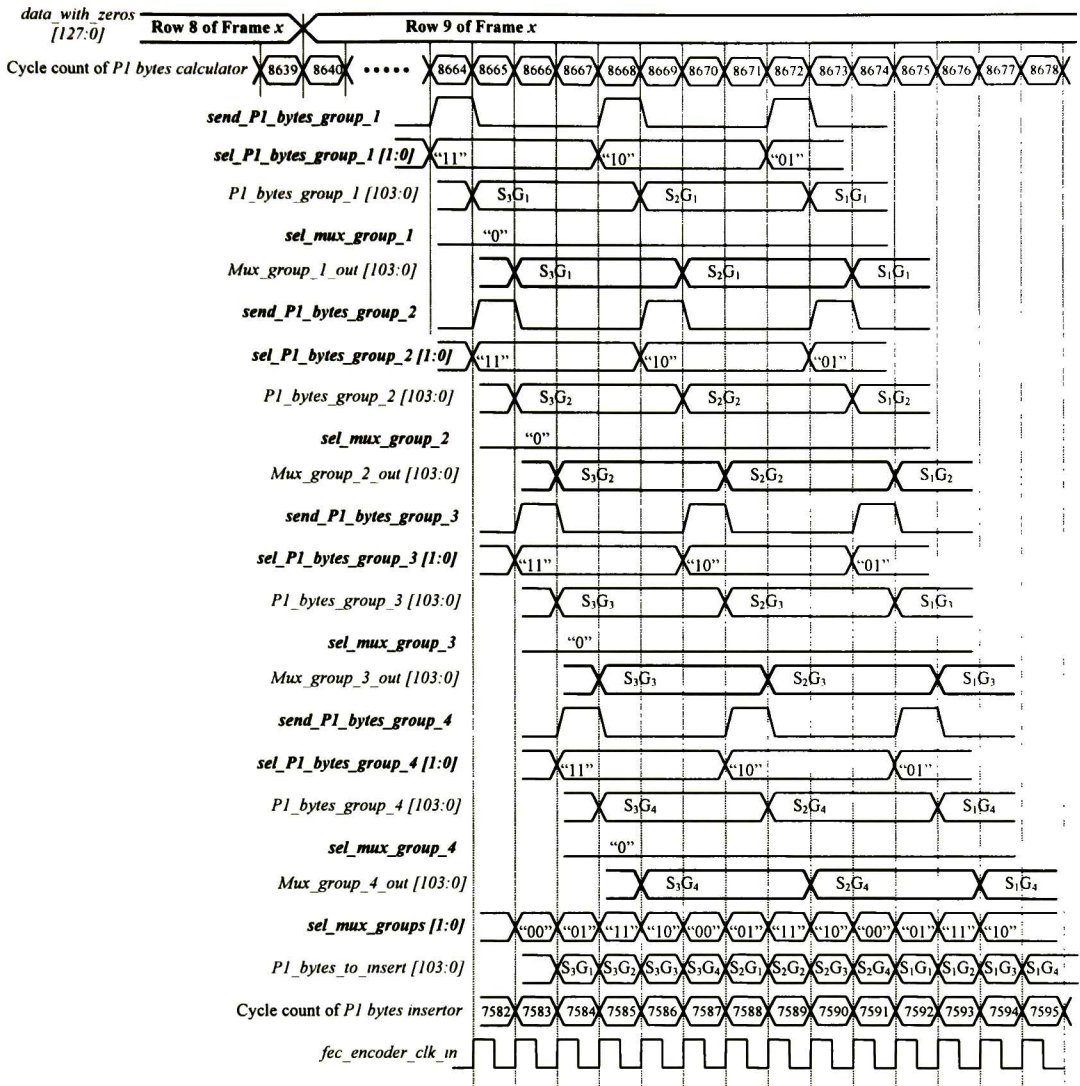 data_with_zeros [127:0] Row 8 of Frame x Row 9 of Frame x
Cycle count of P1 bytes calculator 8639 8640 ••••• 8664 8665 8666 8667 8668 8669 8670 8671 8672 8673 8674 8675 8676 8677 8678
send_P1_bytes_group_1
sel_P1_bytes_group_1 [1:0] "11" "10" "01"
P1_bytes_group_1 [103:0] S3G1 S2G1 S1G1
sel_mux_group_1 "0"
Mux_group_1_out [103:0] S3G1 S2G1 S1G1
send_P1_bytes_group_2
sel_P1_bytes_group_2 [1:0] "11" "10" "01"
P1_bytes_group_2 [103:0] S3G2 S2G2 S1G2
sel_mux_group_2 "0"
Mux_group_2_out [103:0] S3G2 S2G2 S1G2
send_P1_bytes_group_3
sel_P1_bytes_group_3 [1:0] "11" "10" "01"
P1_bytes_group_3 [103:0] S3G3 S2G3 S1G3
sel_mux_group_3 "0"
Mux_group_3_out [103:0] S3G3 S2G3 S1G3
send_P1_bytes_group_4
sel_P1_bytes_group_4 [1:0] "11" "10" "01"
P1_bytes_group_4 [103:0] S3G4 S2G4 S1G4
sel_mux_group_4 "0"
Mux_group_4_out [103:0] S3G4 S2G4 S1G4
sel_mux_groups [1:0] "00" "01" "11" "10" "00" "01" "11" "10" "00" "01" "11" "10"
P1_bytes_to_insert [103:0] S3G1 S3G2 S3G3 S3G4 S2G1 S2G2 S2G3 S2G4 S1G1 S1G2 S1G3 S1G4
Cycle count of P1 bytes insertor 7582 7583 7584 7585 7586 7587 7588 7589 7590 7591 7592 7593 7594 7595
fec_encoder_clk_in